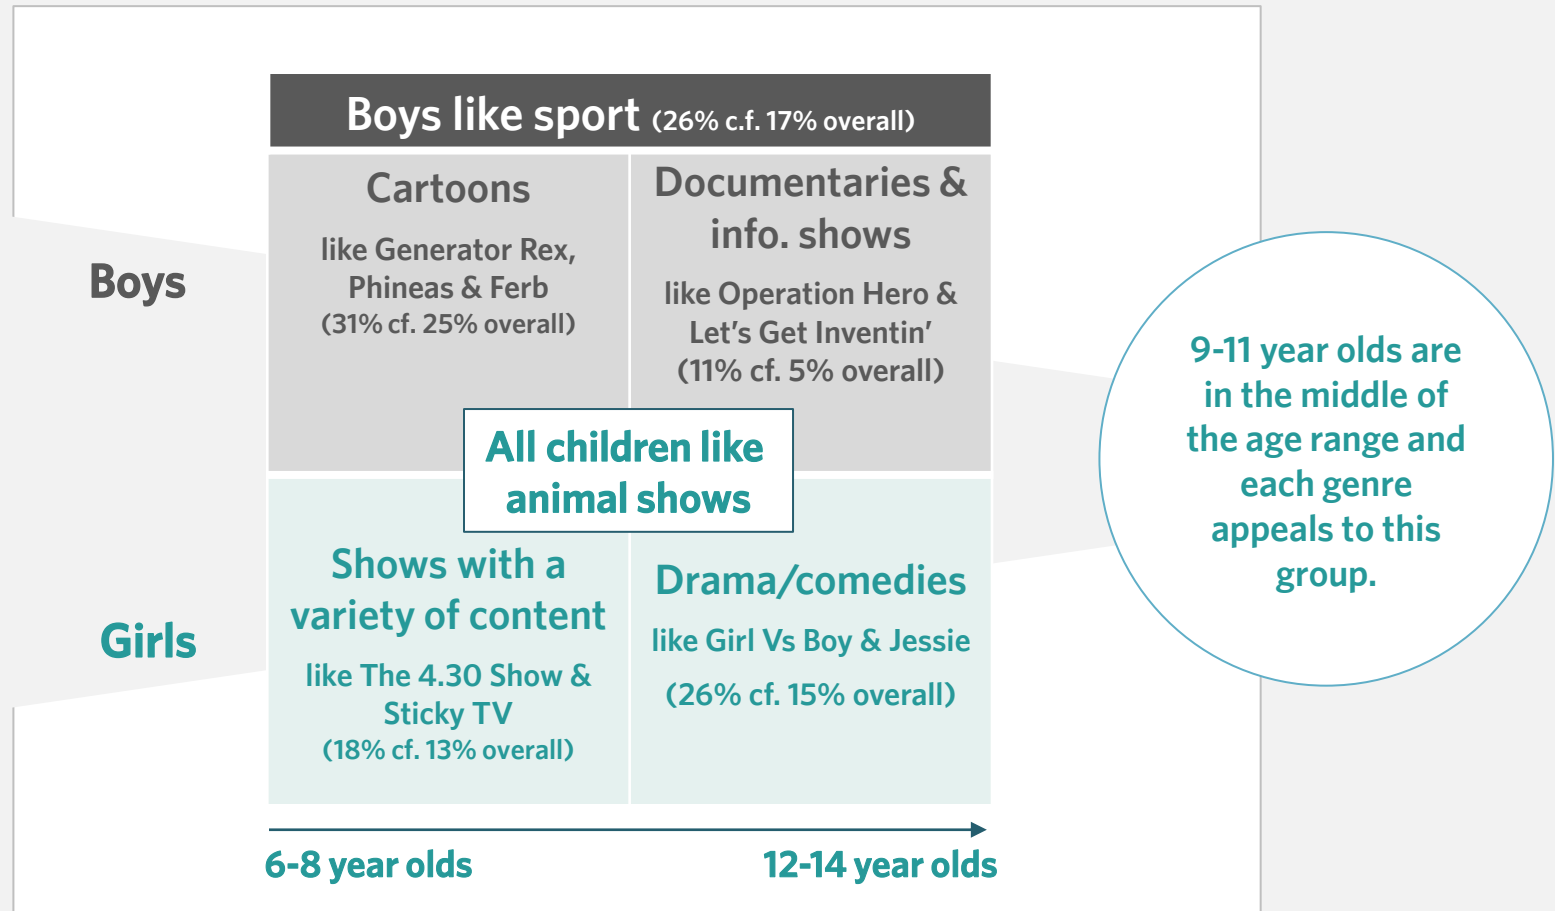 Boys like sport (26% c.f. 17% overall)
Boys
Cartoons
like Generator Rex,
Phineas & Ferb
(31% cf. 25% overall)
Documentaries &
info. shows
like Operation Hero &
Let's Get Inventin'
(11% cf. 5% overall)
All children like
animal shows
Girls
Shows with a
variety of content
like The 4.30 Show &
Sticky TV
(18% cf. 13% overall)
Drama/comedies
like Girl Vs Boy & Jessie
(26% cf. 15% overall)
9-11 year olds are
in the middle of
the age range and
each genre
appeals to this
group.
6-8 year olds
12-14 year olds